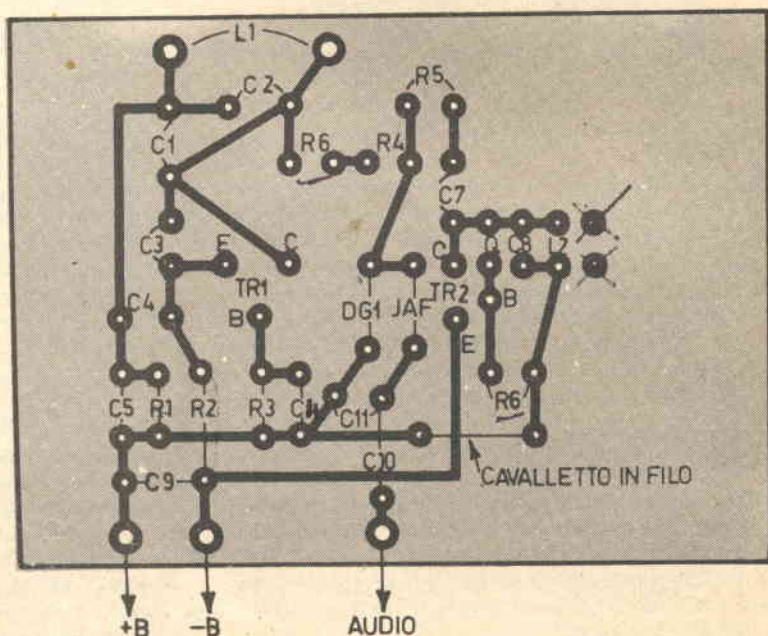 L1
C2
R5
C1
R6
R4
C7
C3
E
C
C
Q
C8
L2
C4
TR1
B
DG1
JAF
TR2
B
E
C5
R1
R2
R3
C11
R6
C9
C10
CAVALLETTO IN FILO
+B
-B
AUDIO